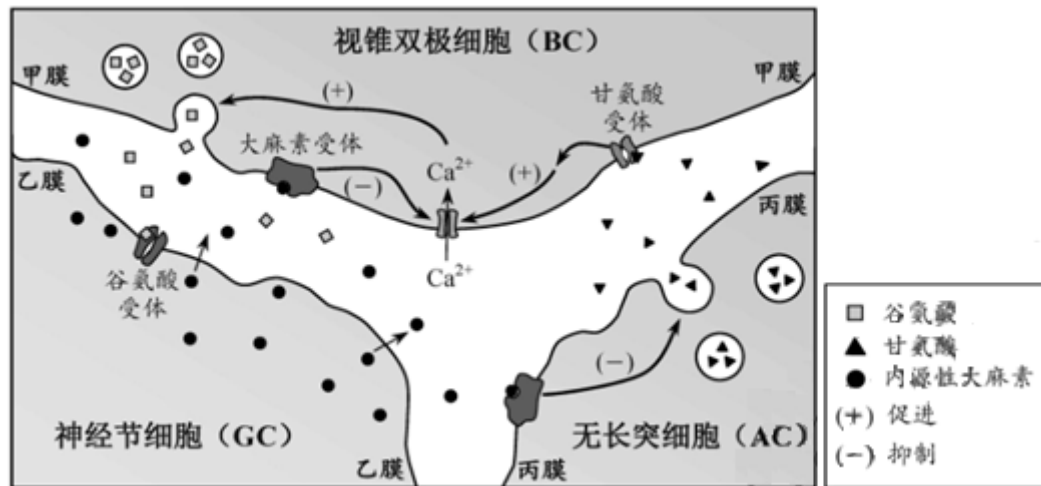 视锥双极细胞（BC）
甲膜
甲膜
(+)
甘氨酸
受体
大麻素受体
Ca²⁺
(+)
(−)
乙膜
丙膜
Ca²⁺
谷氨酸
受体
(−)
神经节细胞（GC）
无长突细胞（AC）
乙膜
丙膜
谷氨酸
甘氨酸
内源性大麻素
(+) 促进
(−) 抑制